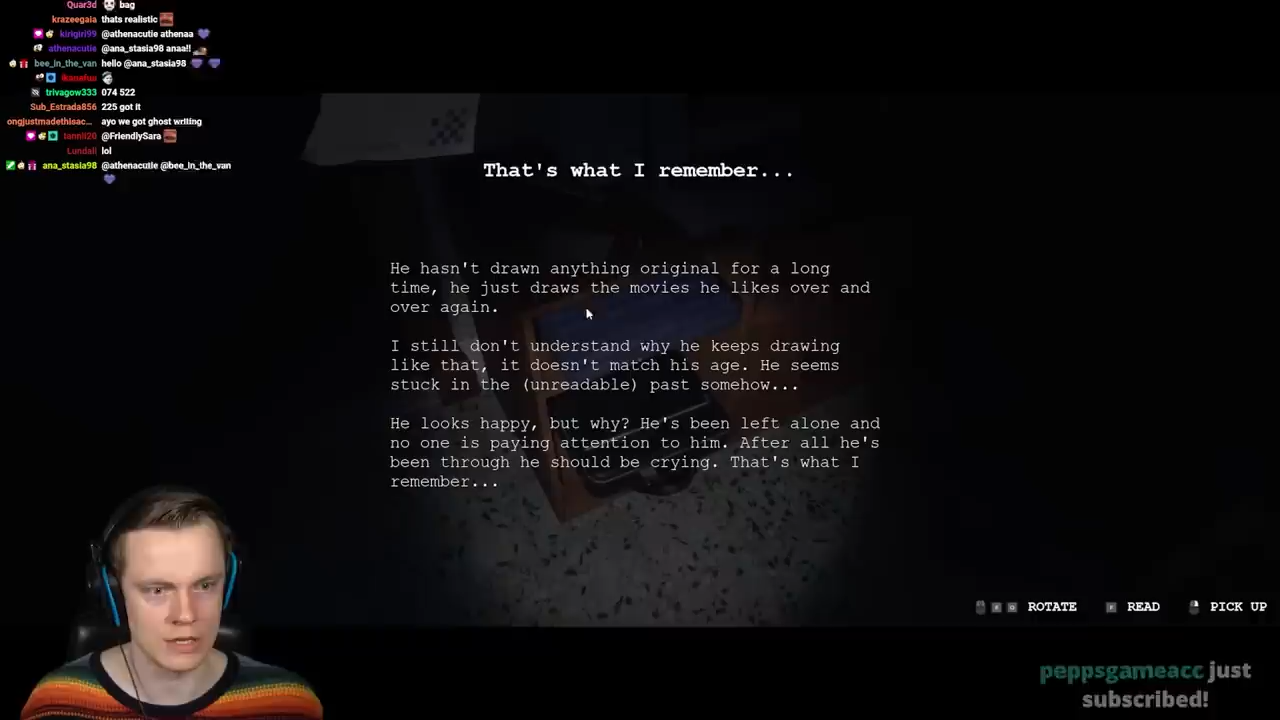 Quar3d bag
krazeegaia thats realistic
kirigiri99 @athenacutie athenaa
athenacutie @ana_stasia98 anaa!!
bee_in_the_van hello @ana_stasia98
ikanafuu
trivagow333 074 522
Sub_Estrada856 225 got it
ongjustmadethisac... ayo we got ghost writing
tannii20 @FriendlySara
Lundali lol
ana_stasia98 @athenacutie @bee_in_the_van
That's what I remember...
He hasn't drawn anything original for a long
time, he just draws the movies he likes over and
over again.
I still don't understand why he keeps drawing
like that, it doesn't match his age. He seems
stuck in the (unreadable) past somehow...
He looks happy, but why? He's been left alone and
no one is paying attention to him. After all he's
been through he should be crying. That's what I
remember...
ROTATE READ PICK UP
peppsgameacc just
subscribed!